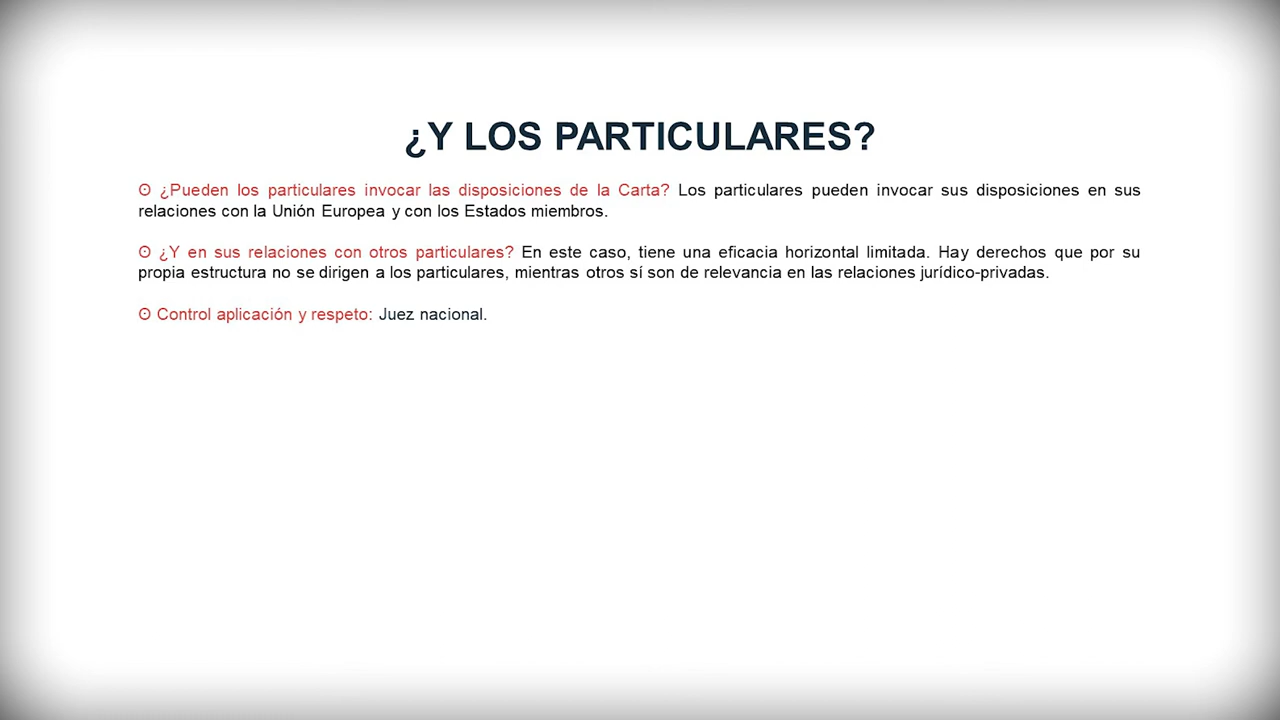 ¿Y LOS PARTICULARES?
ʘ ¿Pueden los particulares invocar las disposiciones de la Carta? Los particulares pueden invocar sus disposiciones en sus
relaciones con la Unión Europea y con los Estados miembros.
ʘ ¿Y en sus relaciones con otros particulares? En este caso, tiene una eficacia horizontal limitada. Hay derechos que por su
propia estructura no se dirigen a los particulares, mientras otros sí son de relevancia en las relaciones jurídico-privadas.
ʘ Control aplicación y respeto: Juez nacional.